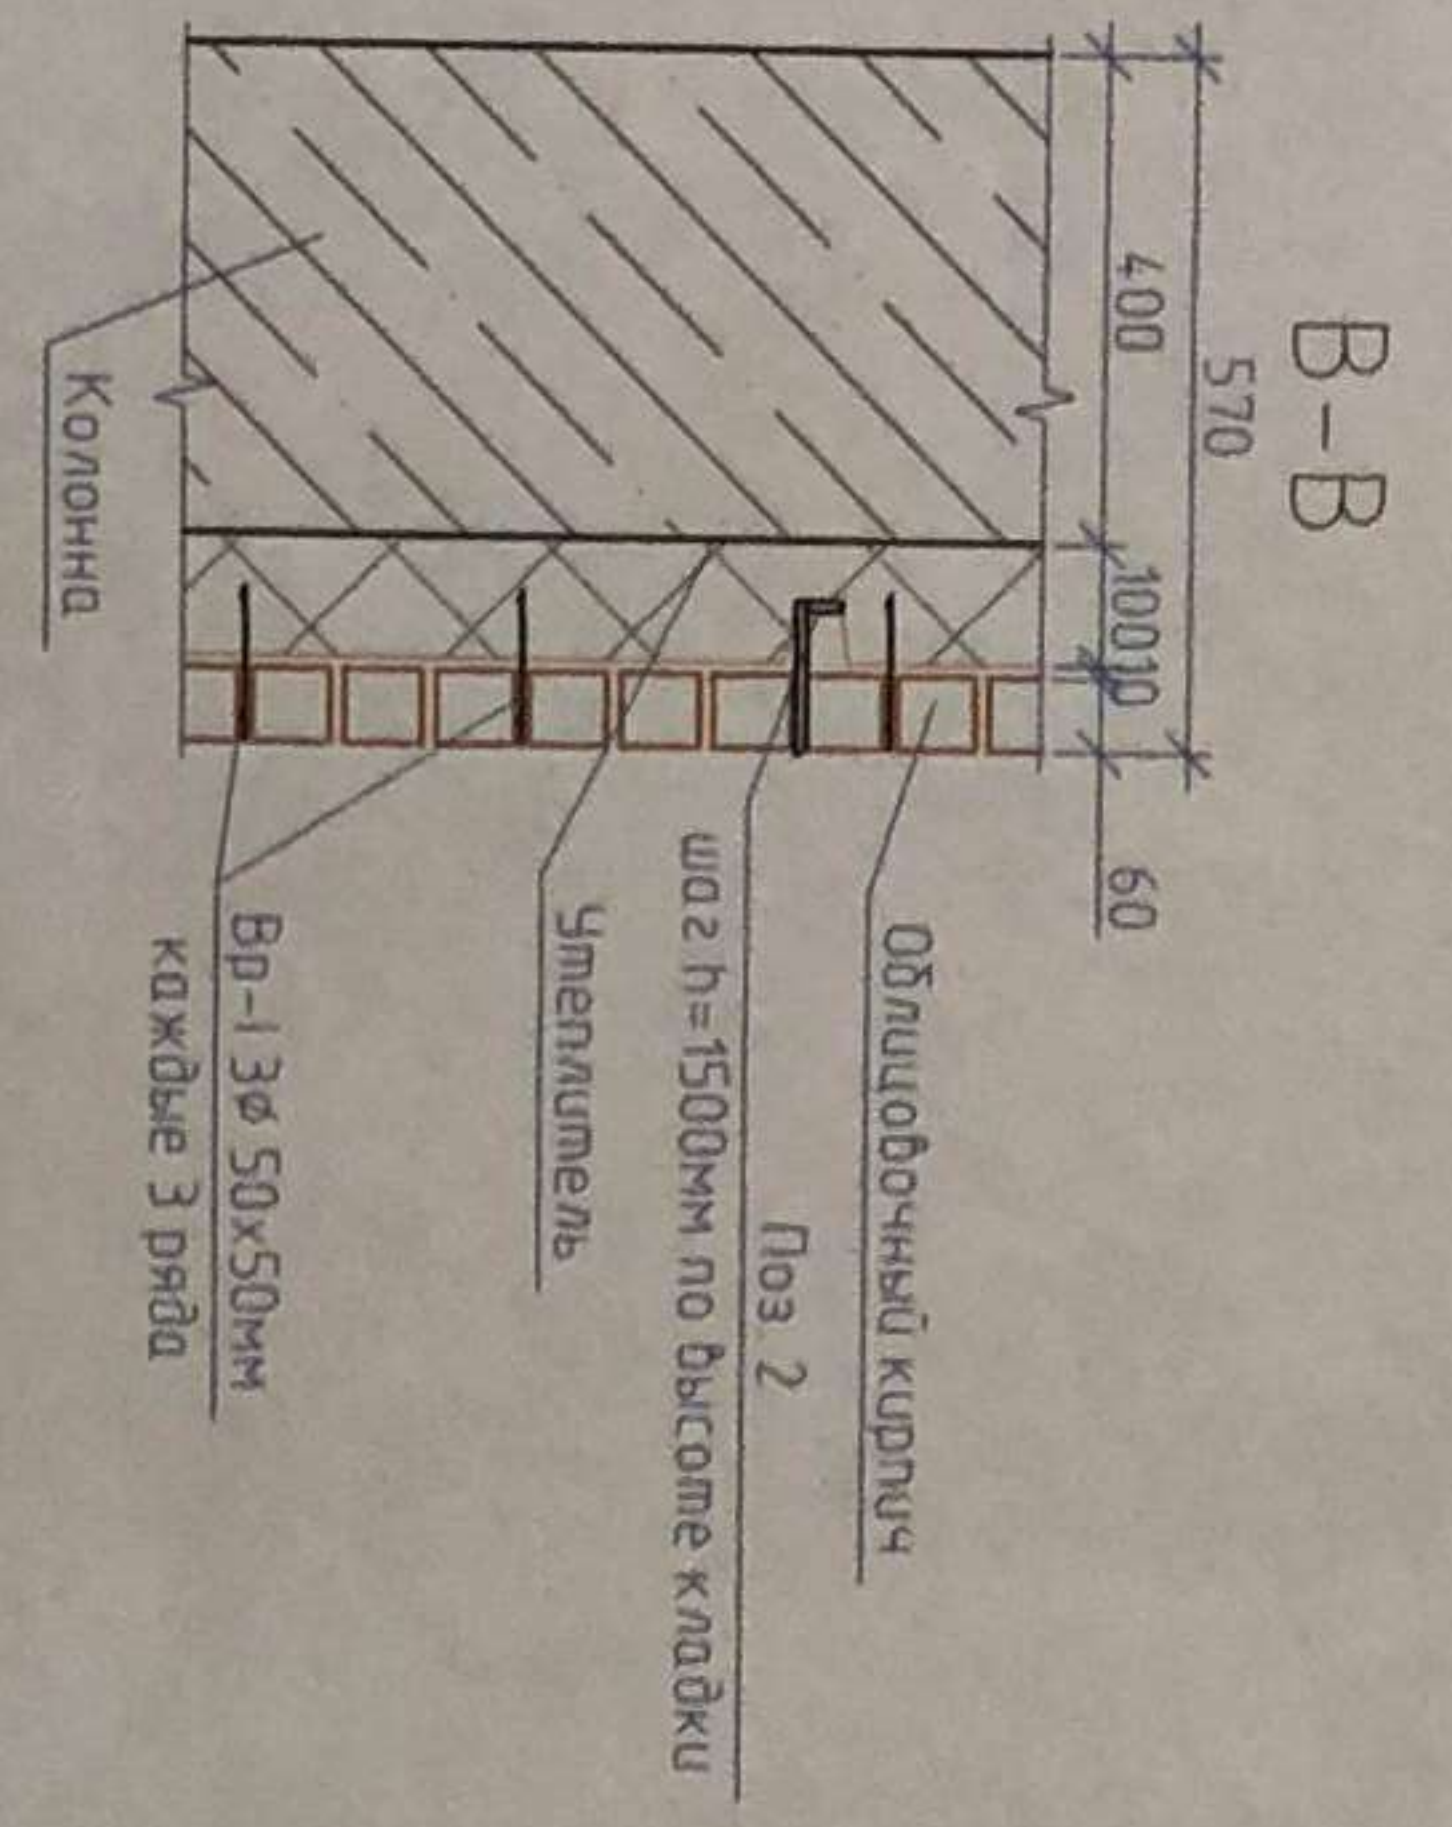 В-В
570
400
100
10
60
Облицовочный кирпич
Поз 2
шаг h=1500мм по высоте кладки
Утеплитель
Вр-I 3ø 50х50мм
каждые 3 ряда
Колонна